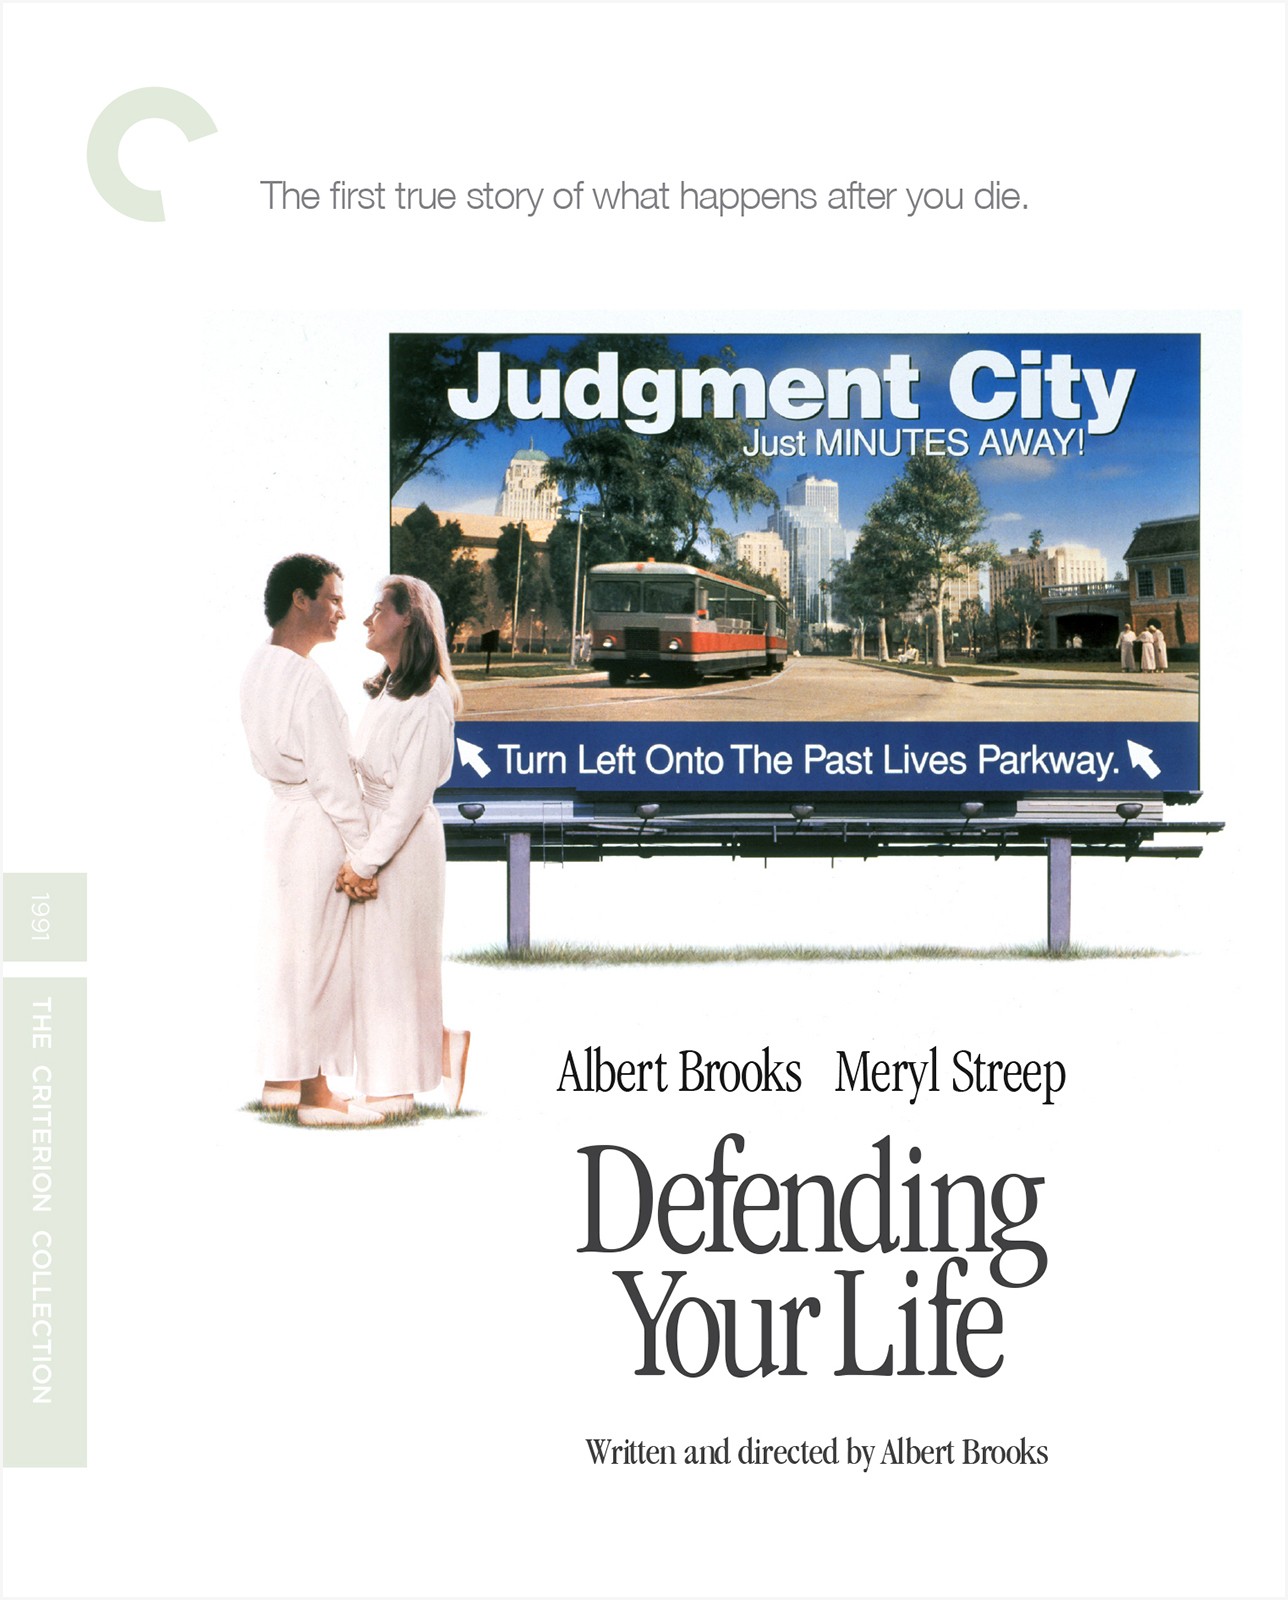 The first true story of what happens after you die.
Judgment City
Just MINUTES AWAY!
Turn Left Onto The Past Lives Parkway.
1991
THE CRITERION COLLECTION
Albert Brooks Meryl Streep
Defending
Your Life
Written and directed by Albert Brooks